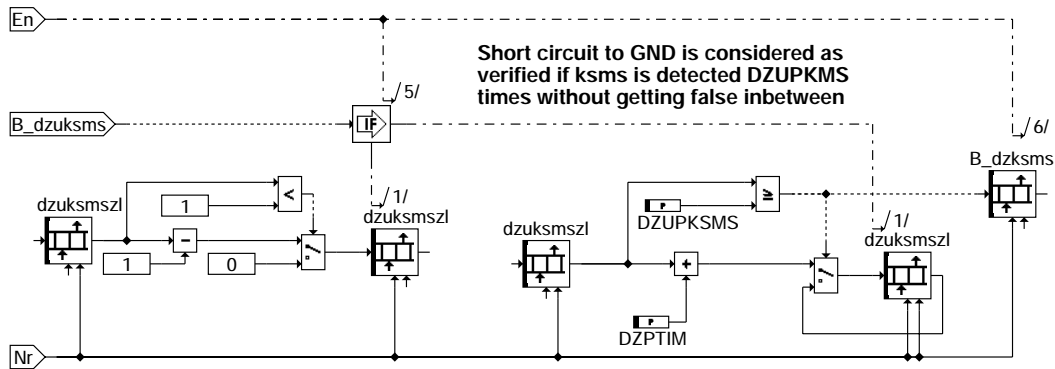 En
Short circuit to GND is considered as
verified if ksms is detected DZUPKMS
times without getting false inbetween
/5/
/6/
B_dzuksms
IF
B_dzksms
/1/
dzuksmszl
1
<
dzuksmszl
P
DZUPKSMS
≥
/1/
dzuksmszl
dzuksmszl
-
1
0
+
P
DZPTIM
Nr